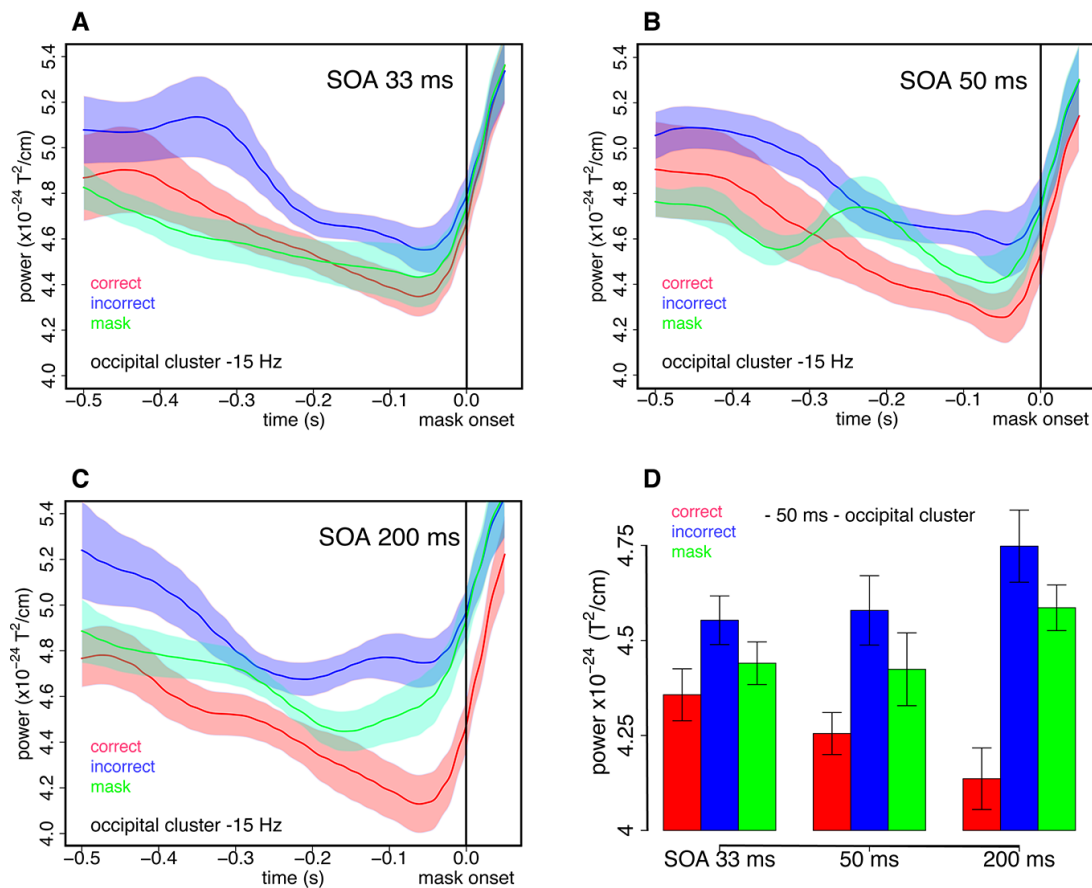 A
SOA 33 ms
power (x10⁻²⁴ T²/cm)
5.4
5.2
5.0
4.8
4.6
4.4
4.2
4.0
correct
incorrect
mask
occipital cluster -15 Hz
−0.5 −0.4 −0.3 −0.2 −0.1 0.0
time (s) mask onset
B
SOA 50 ms
power (x10⁻²⁴ T²/cm)
5.4
5.2
5.0
4.8
4.6
4.4
4.2
4.0
correct
incorrect
mask
occipital cluster -15 Hz
−0.5 −0.4 −0.3 −0.2 −0.1 0.0
time (s) mask onset
C
SOA 200 ms
power (x10⁻²⁴ T²/cm)
5.4
5.2
5.0
4.8
4.6
4.4
4.2
4.0
correct
incorrect
mask
occipital cluster -15 Hz
−0.5 −0.4 −0.3 −0.2 −0.1 0.0
time (s) mask onset
D
correct
incorrect
mask
- 50 ms - occipital cluster
power x10⁻²⁴ (T²/cm)
4.75
4.5
4.25
4
SOA 33 ms 50 ms 200 ms